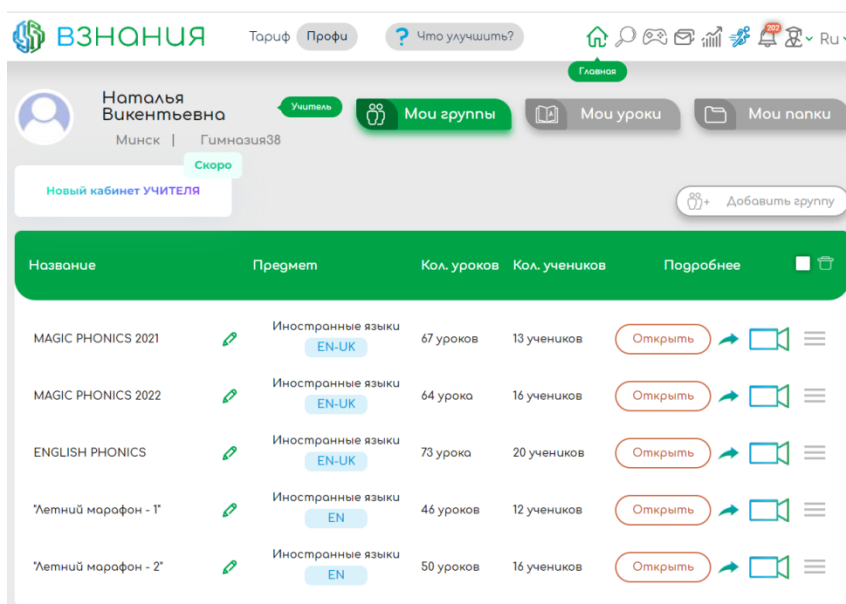 ВЗНАНИЯ
Тариф Профи
? Что улучшить?
202
Ru
Главная
Наталья
Викентьевна
Минск | Гимназия38
Учитель
Мои группы
Мои уроки
Мои папки
Скоро
Новый кабинет УЧИТЕЛЯ
Добавить группу
Название Предмет Кол. уроков Кол. учеников Подробнее
MAGIC PHONICS 2021 Иностранные языки EN-UK 67 уроков 13 учеников Открыть
MAGIC PHONICS 2022 Иностранные языки EN-UK 64 урока 16 учеников Открыть
ENGLISH PHONICS Иностранные языки EN-UK 73 урока 20 учеников Открыть
"Летний марафон - 1" Иностранные языки EN 46 уроков 12 учеников Открыть
"Летний марафон - 2" Иностранные языки EN 50 уроков 16 учеников Открыть